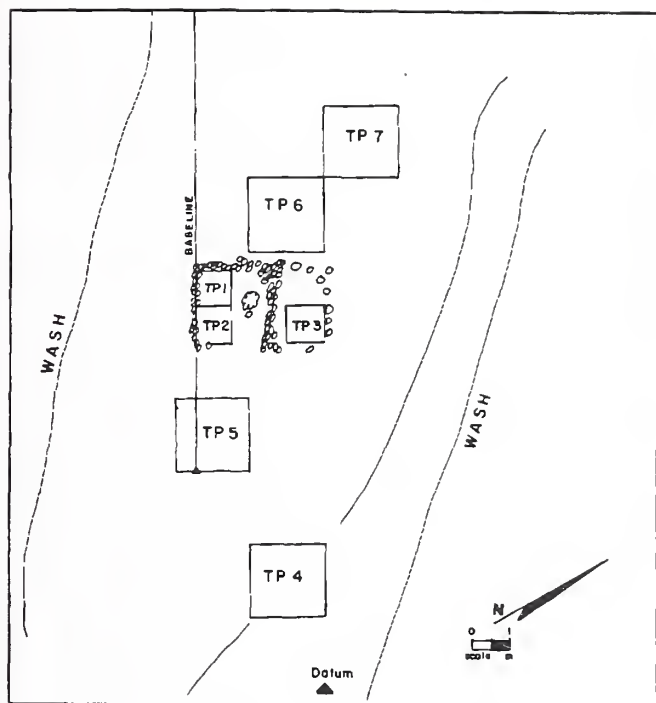 TP 7
TP 6
BASELINE
TP1
TP2
TP3
WASH
WASH
TP 5
TP 4
N
0 1
scale m
Datum